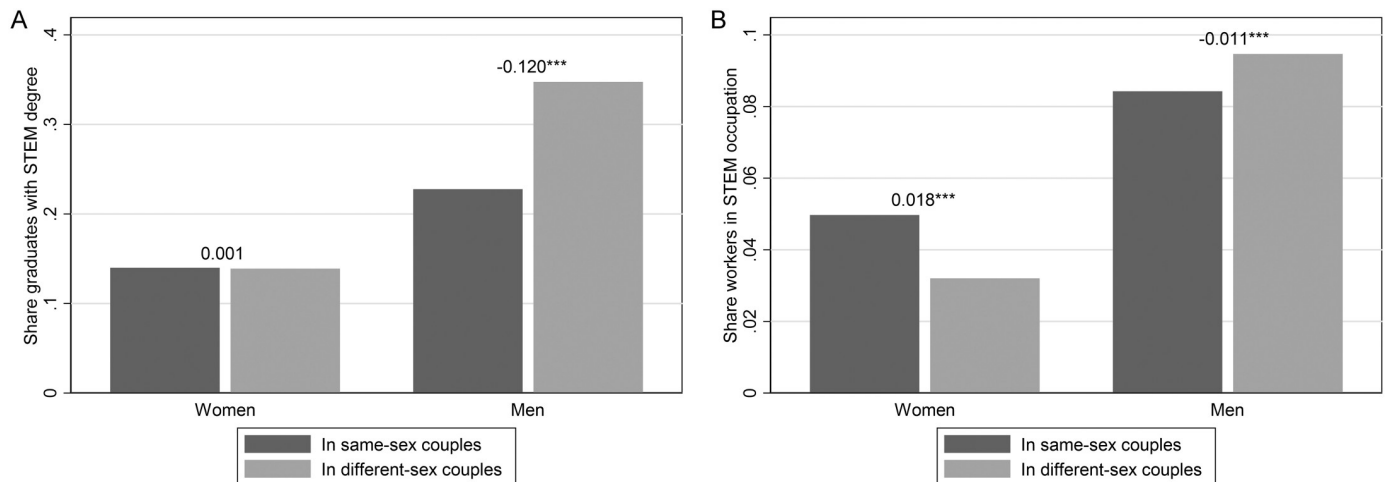 A
Share graduates with STEM degree
.4
.3
.2
.1
0
0.001
-0.120***
Women
Men
In same-sex couples
In different-sex couples
B
Share workers in STEM occupation
.1
.08
.06
.04
.02
0
0.018***
-0.011***
Women
Men
In same-sex couples
In different-sex couples